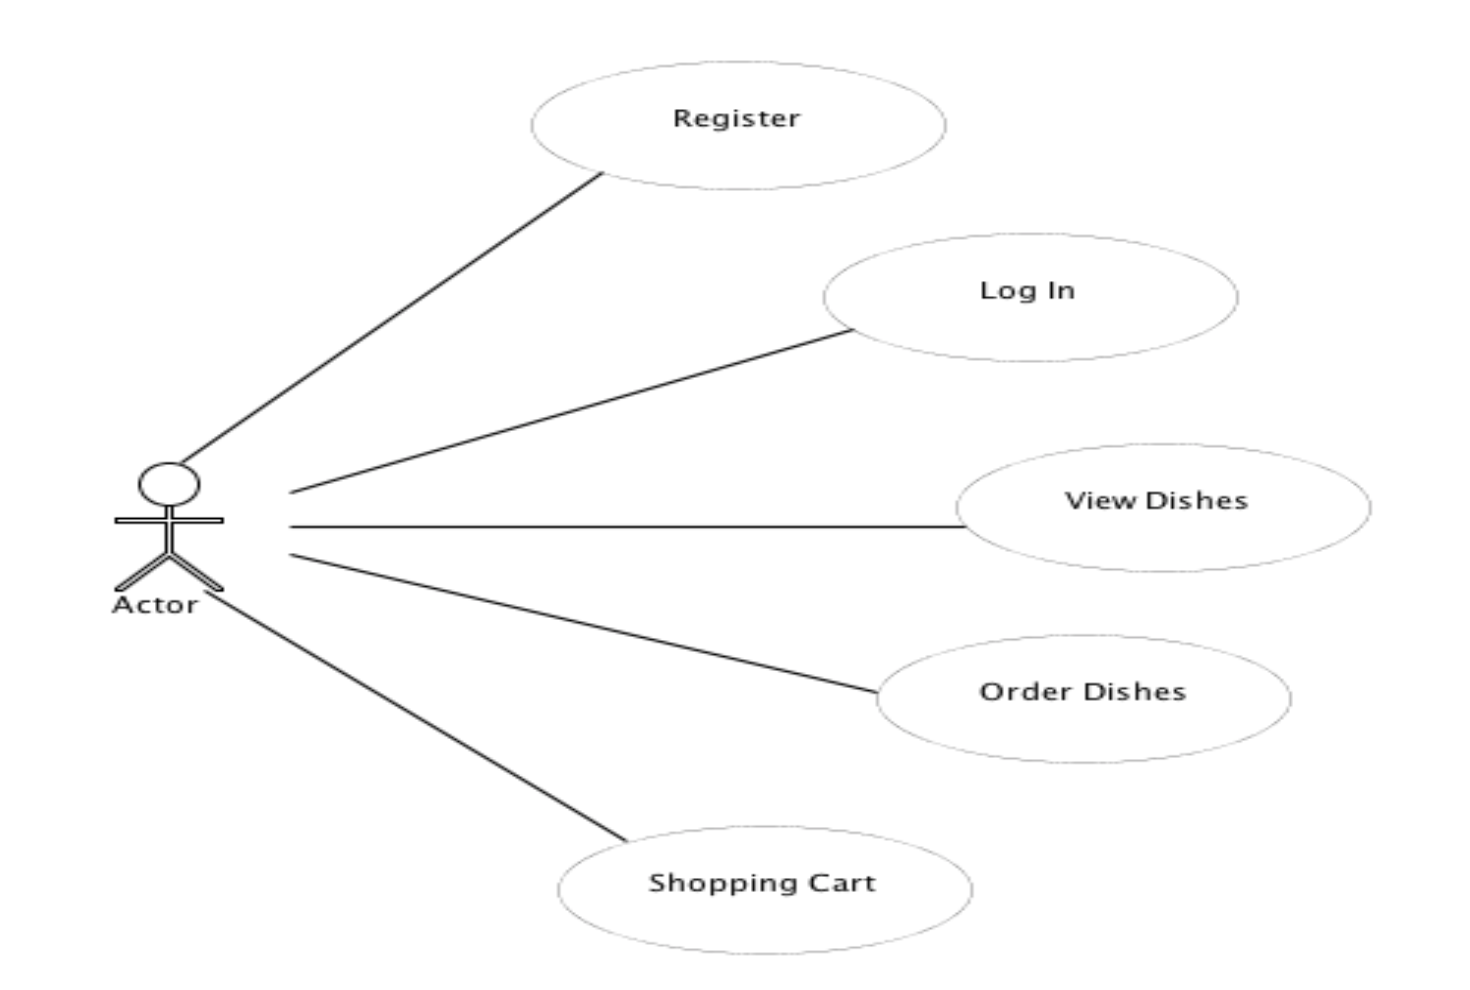 Register
Log In
View Dishes
Order Dishes
Actor
Shopping Cart